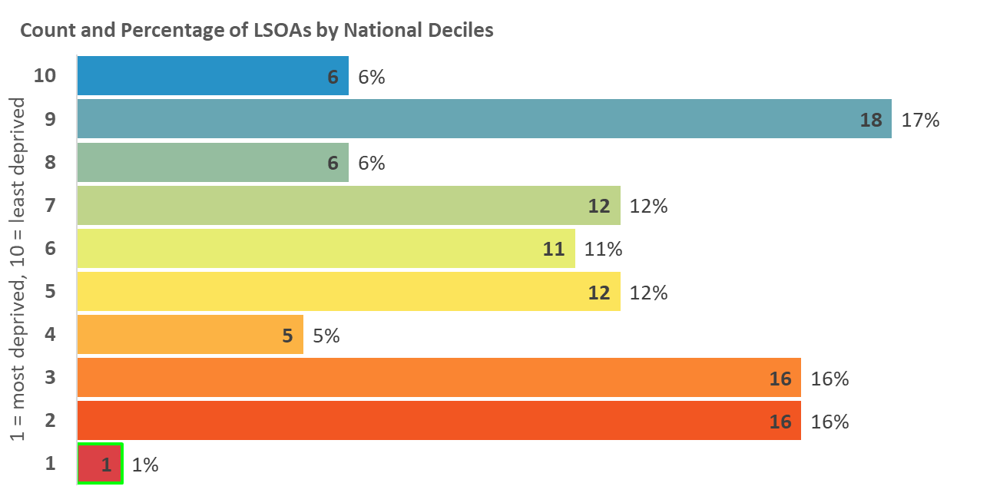 Count and Percentage of LSOAs by National Deciles
1 = most deprived, 10 = least deprived
10 6 6%
9 18 17%
8 6 6%
7 12 12%
6 11 11%
5 12 12%
4 5 5%
3 16 16%
2 16 16%
1 1 1%